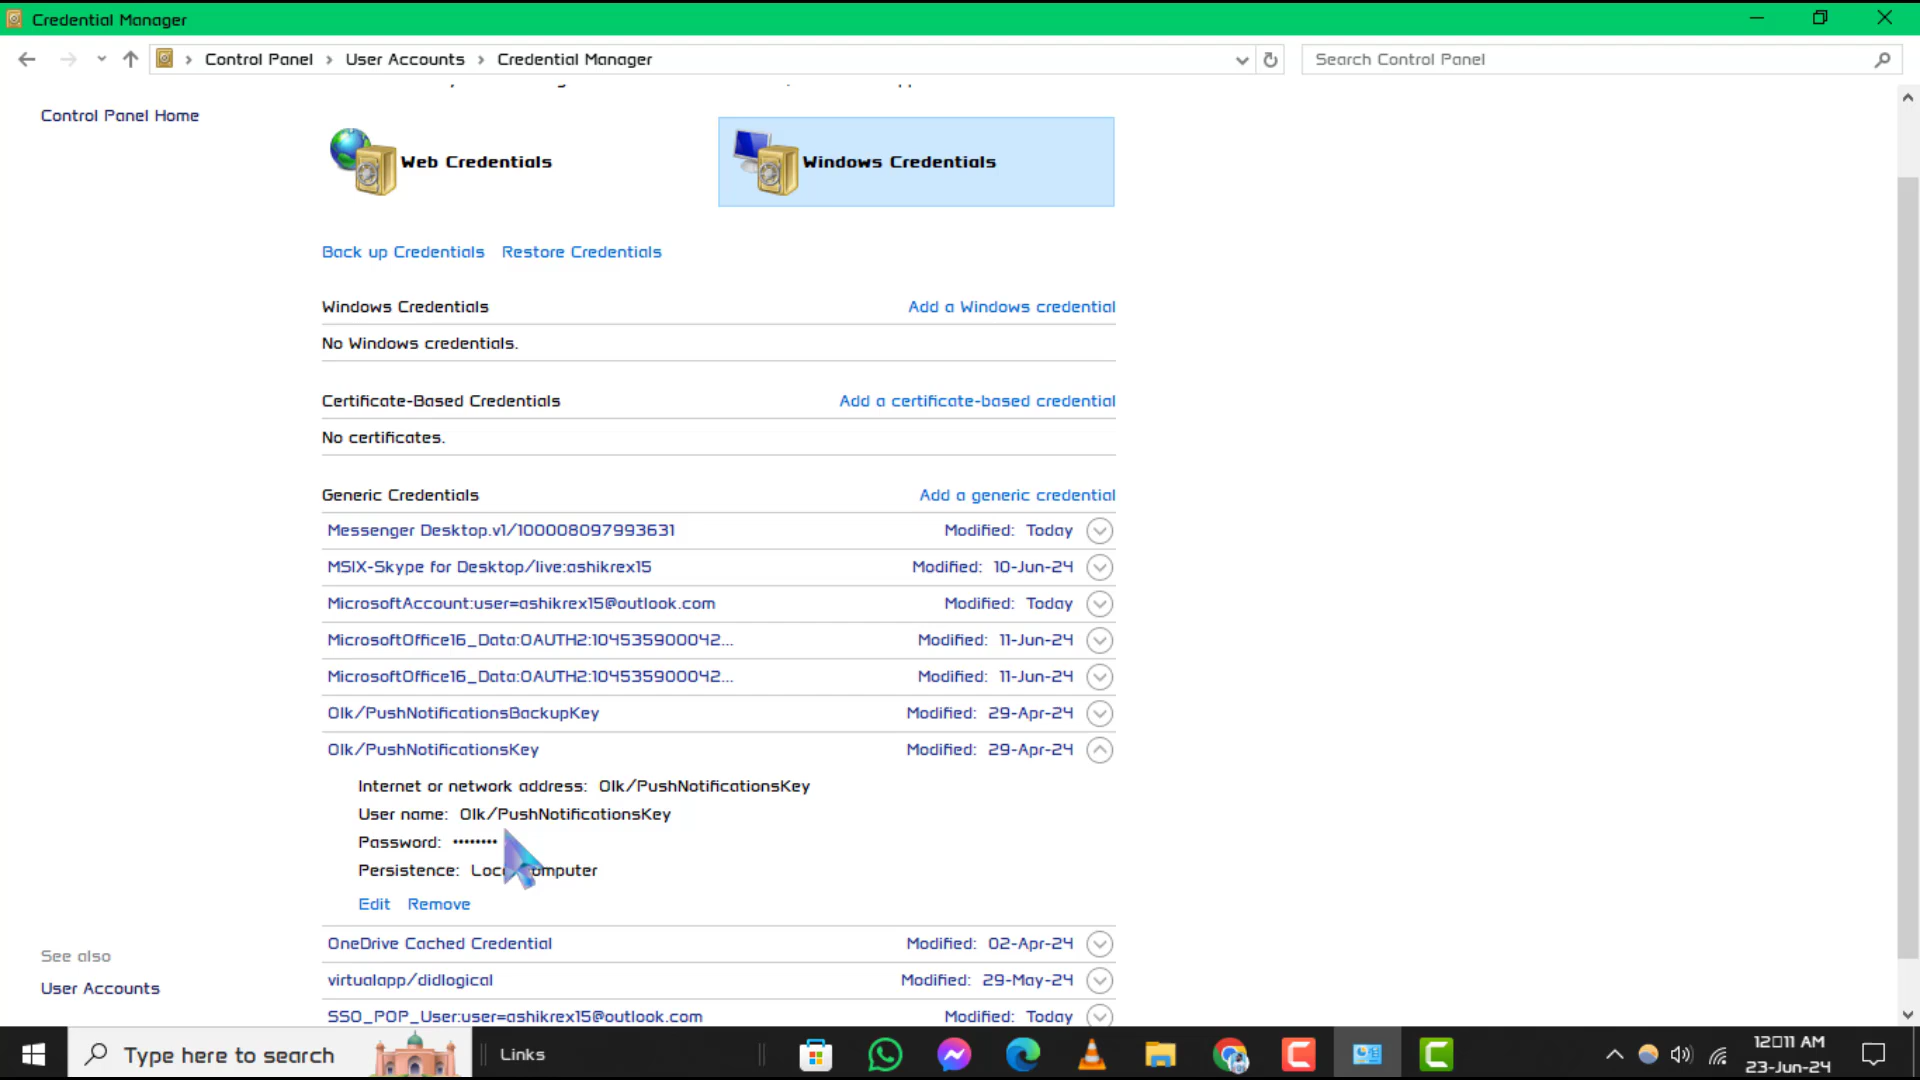 Credential Manager
Control Panel
User Accounts
Credential Manager
Search Control Panel
Control Panel Home
Web Credentials
Windows Credentials
Back up Credentials
Restore Credentials
Windows Credentials
Add a Windows credential
No Windows credentials.
Certificate-Based Credentials
Add a certificate-based credential
No certificates.
Generic Credentials
Add a generic credential
Messenger Desktop.v1/100008097993631
Modified: Today
MSIX-Skype for Desktop/live:ashikrex15
Modified: 10-Jun-24
MicrosoftAccount:user=ashikrex15@outlook.com
Modified: Today
MicrosoftOffice16_Data:OAUTH2:104535900042...
Modified: 11-Jun-24
MicrosoftOffice16_Data:OAUTH2:104535900042...
Modified: 11-Jun-24
Olk/PushNotificationsBackupKey
Modified: 29-Apr-24
Olk/PushNotificationsKey
Modified: 29-Apr-24
Internet or network address: Olk/PushNotificationsKey
User name: Olk/PushNotificationsKey
Password: ••••••••
Persistence:
Edit
Remove
OneDrive Cached Credential
Modified: 02-Apr-24
virtualapp/didlogical
Modified: 29-May-24
See also
User Accounts
SSO_POP_User:user=ashikrex15@outlook.com
Modified: Today
Type here to search
Links
12▯11 AM
23-Jun-24